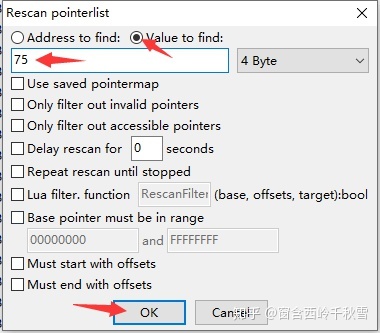 Rescan pointerlist
Address to find: Value to find:
75 4 Byte
Use saved pointermap
Only filter out invalid pointers
Only filter out accessible pointers
Delay rescan for 0 seconds
Repeat rescan until stopped
Lua filter. function RescanFilter (base, offsets, target):bool
Base pointer must be in range
00000000 and FFFFFFFF
Must start with offsets
Must end with offsets
OK Cancel
知乎 @窗含西岭千秋雪